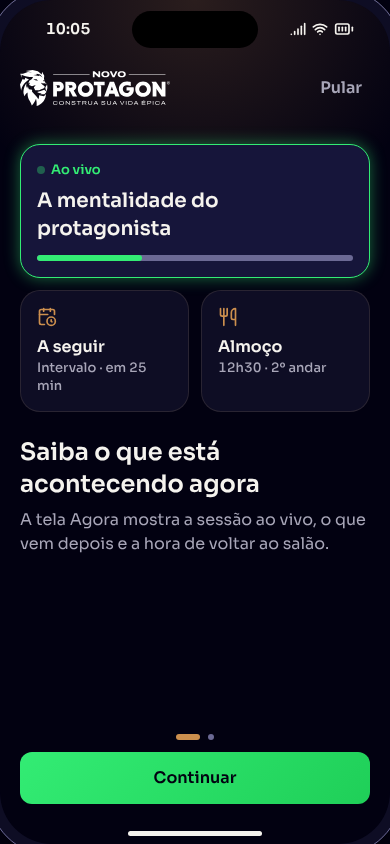 10:05
NOVO
PROTAGON
CONSTRUA SUA VIDA ÉPICA
Pular
Ao vivo
A mentalidade do
protagonista
A seguir
Intervalo · em 25
min
Almoço
12h30 · 2º andar
Saiba o que está
acontecendo agora
A tela Agora mostra a sessão ao vivo, o que
vem depois e a hora de voltar ao salão.
Continuar